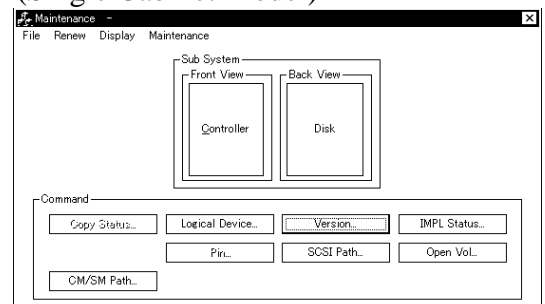 Maintenance -
File Renew Display Maintenance
Sub System
Front View Back View
Controller Disk
Command
Copy Status... Logical Device... Version... IMPL Status...
Pin... SCSI Path... Open Vol...
CM/SM Path...